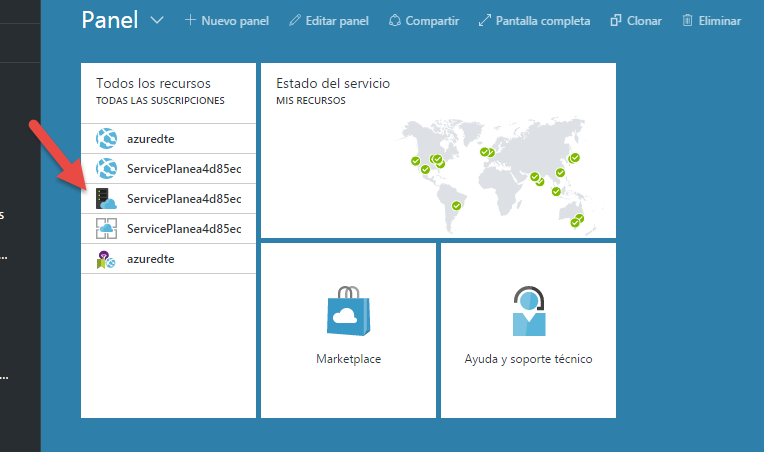 Panel
Nuevo panel
Editar panel
Compartir
Pantalla completa
Clonar
Eliminar
Todos los recursos
TODAS LAS SUSCRIPCIONES
azuredte
ServicePlanea4d85ec
ServicePlanea4d85ec
ServicePlanea4d85ec
azuredte
Estado del servicio
MIS RECURSOS
Marketplace
Ayuda y soporte técnico
s
...
...